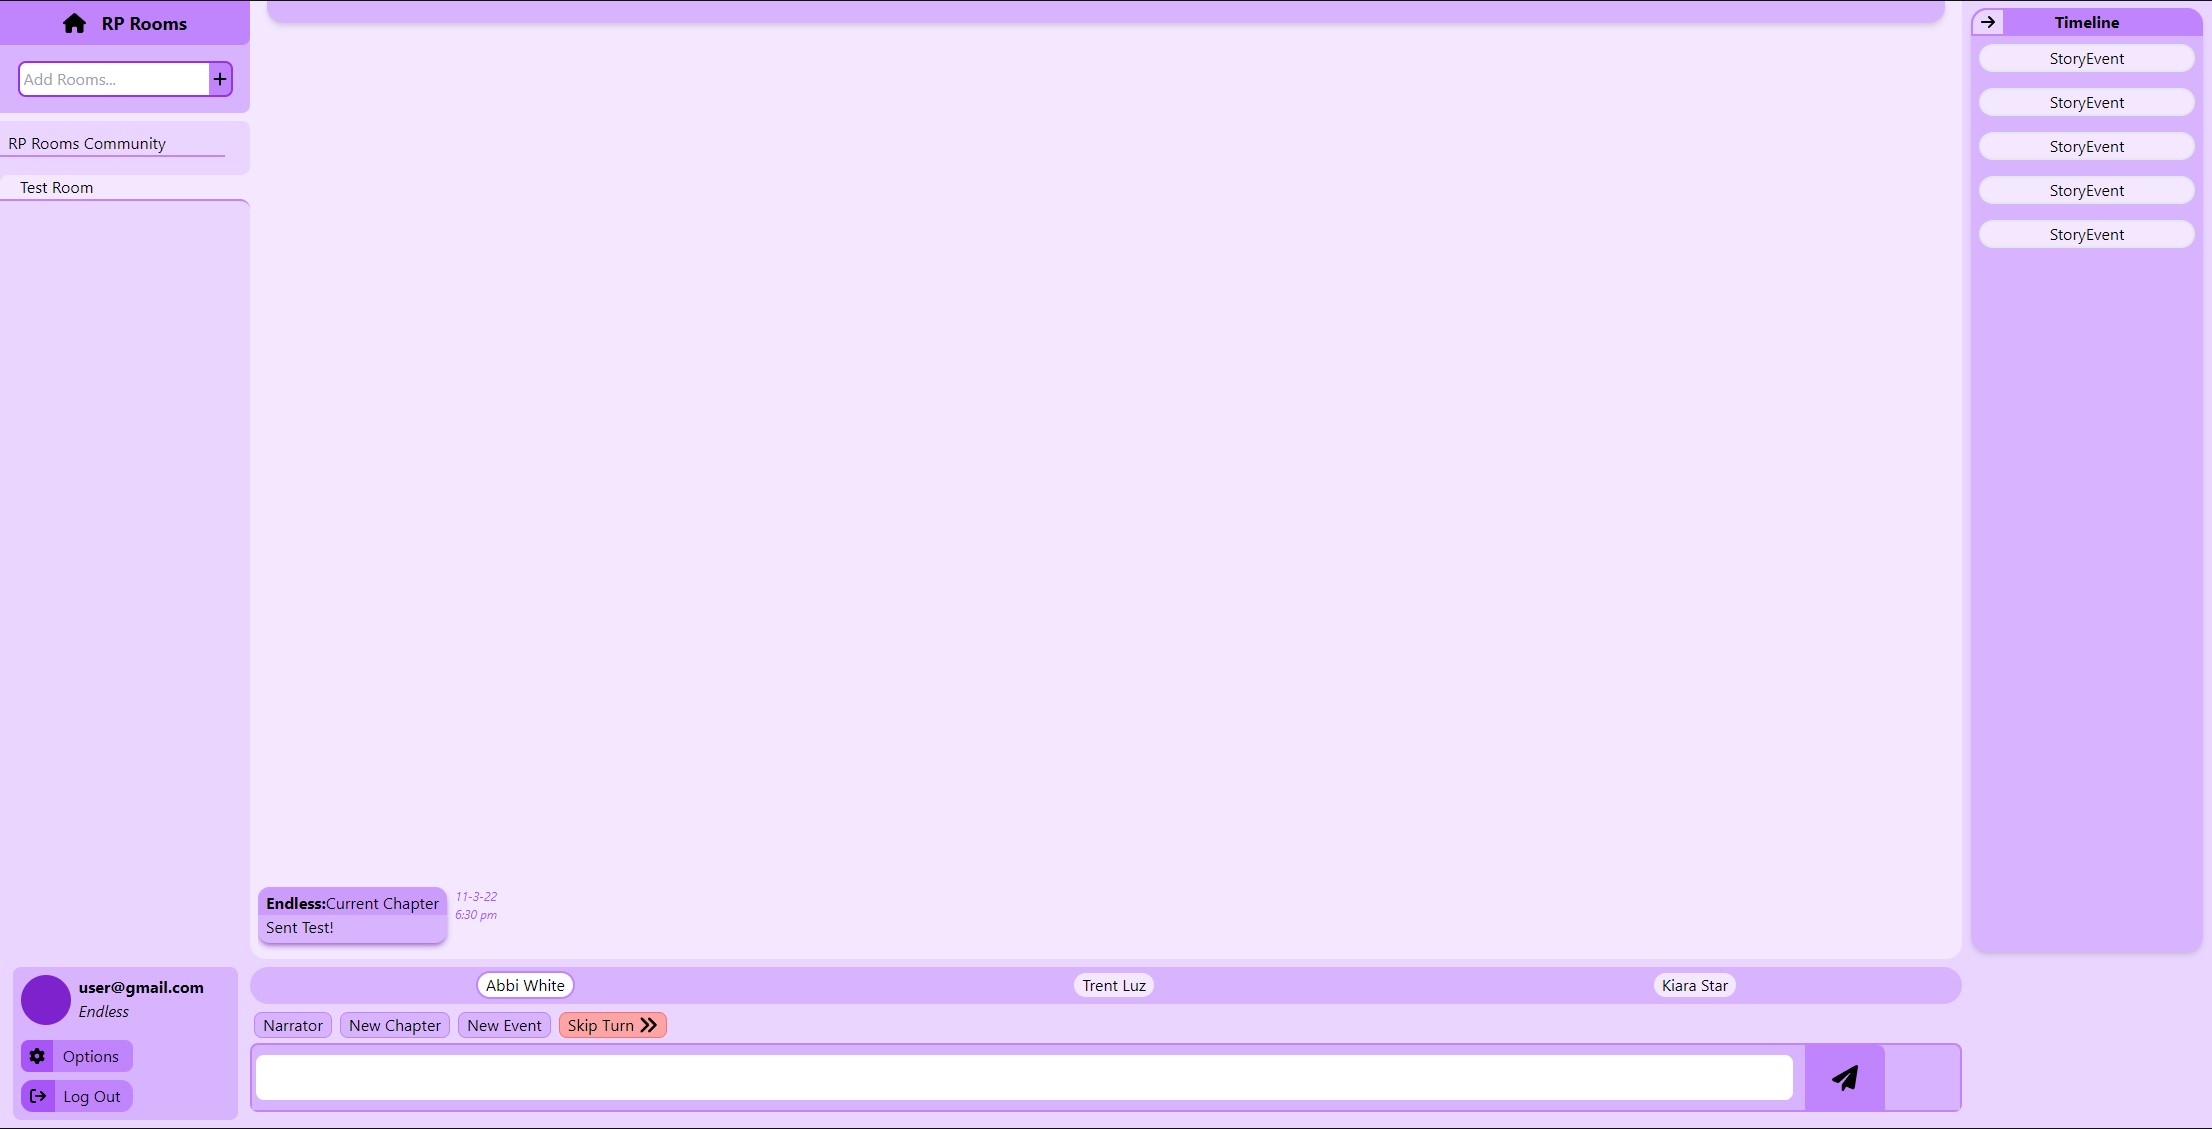 RP Rooms
Add Rooms...
RP Rooms Community
Test Room
user@gmail.com
Endless
Options
Log Out
Endless:Current Chapter
Sent Test!
11-3-22
6:30 pm
Abbi White
Trent Luz
Kiara Star
Narrator
New Chapter
New Event
Skip Turn
Timeline
StoryEvent
StoryEvent
StoryEvent
StoryEvent
StoryEvent